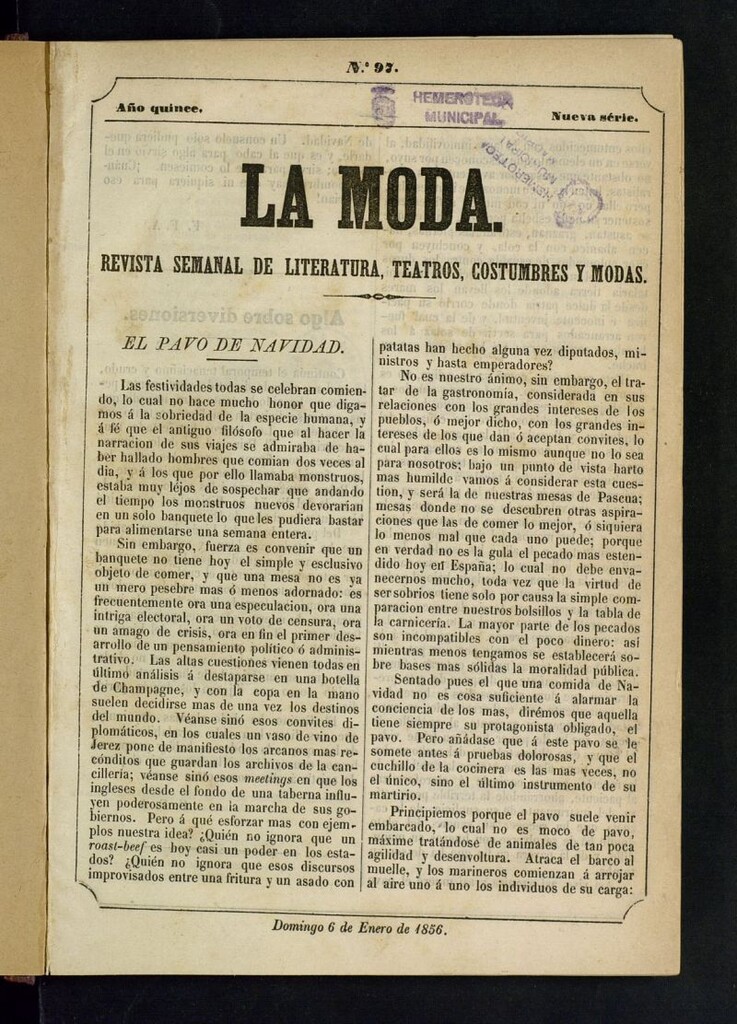 N.º 97.
Año quince.
HEMEROTECA
MUNICIPAL
Nueva série.
HEMEROTECA
LA MODA.
REVISTA SEMANAL DE LITERATURA, TEATROS, COSTUMBRES Y MODAS.
EL PAVO DE NAVIDAD.
Las festividades todas se celebran comien-
do, lo cual no hace mucho honor que diga-
mos á la sobriedad de la especie humana, y
á fé que el antiguo filósofo que al hacer la
narracion de sus viajes se admiraba de ha-
ber hallado hombres que comian dos veces al
dia, y á los que por ello llamaba monstruos,
estaba muy léjos de sospechar que andando
el tiempo los monstruos nuevos devorarian
en un solo banquete lo que les pudiera bastar
para alimentarse una semana entera.
Sin embargo, fuerza es convenir que un
banquete no tiene hoy el simple y esclusivo
objeto de comer, y que una mesa no es ya
un mero pesebre mas ó menos adornado: es
frecuentemente ora una especulacion, ora una
intriga electoral, ora un voto de censura, ora
un amago de crisis, ora en fin el primer des-
arrollo de un pensamiento político ó adminis-
trativo. Las altas cuestiones vienen todas en
último análisis á destaparse en una botella
de Champagne, y con la copa en la mano
suelen decidirse mas de una vez los destinos
del mundo. Véanse sinó esos convites di-
plomáticos, en los cuales un vaso de vino de
Jerez pone de manifiesto los arcanos mas re-
cónditos que guardan los archivos de la can-
cillería; véanse sinó esos meetings en que los
ingleses desde el fondo de una taberna influ-
yen poderosamente en la marcha de sus go-
biernos. Pero á qué esforzar mas con ejem-
plos nuestra idea? ¿Quién no ignora que un
roast-beef es hoy casi un poder en los esta-
dos? ¿Quién no ignora que esos discursos
improvisados entre una fritura y un asado con
patatas han hecho alguna vez diputados, mi-
nistros y hasta emperadores?
No es nuestro ánimo, sin embargo, el tra-
tar de la gastronomía, considerada en sus
relaciones con los grandes intereses de los
pueblos, ó mejor dicho, con los grandes in-
tereses de los que dan ó aceptan convites, lo
cual para ellos es lo mismo aunque no lo sea
para nosotros; bajo un punto de vista harto
mas humilde vamos á considerar esta cues-
tion, y será la de nuestras mesas de Pascua;
mesas donde no se descubren otras aspira-
ciones que las de comer lo mejor, ó siquiera
lo menos mal que cada uno puede; porque
en verdad no es la gula el pecado mas esten-
dido hoy en España; lo cual no debe enva-
necernos mucho, toda vez que la virtud de
ser sobrios tiene solo por causa la simple com-
paracion entre nuestros bolsillos y la tabla de
la carnicería. La mayor parte de los pecados
son incompatibles con el poco dinero: asi
mientras menos tengamos se establecerá so-
bre bases mas sólidas la moralidad pública.
Sentado pues el que una comida de Na-
vidad no es cosa suficiente á alarmar la
conciencia de los mas, dirémos que aquella
tiene siempre su protagonista obligado, el
pavo. Pero añádase que á este pavo se le
somete antes á pruebas dolorosas, y que el
cuchillo de la cocinera es las mas veces, no
el único, sino el último instrumento de su
martirio.
Principiemos porque el pavo suele venir
embarcado, lo cual no es moco de pavo,
máxime tratándose de animales de tan poca
agilidad y desenvoltura. Atraca el barco al
muelle, y los marineros comienzan á arrojar
al aire uno á uno los individuos de su carga:
Domingo 6 de Enero de 1856.